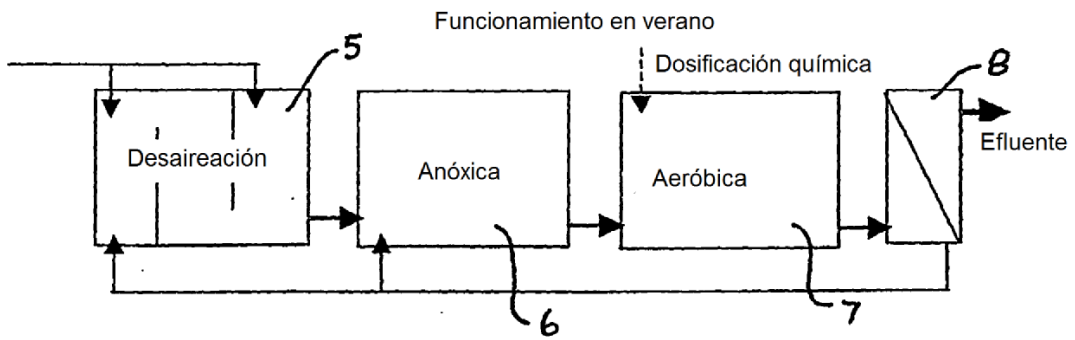 Funcionamiento en verano
5
Dosificación química
8
Desaireación
Anóxica
Aeróbica
Efluente
6
7